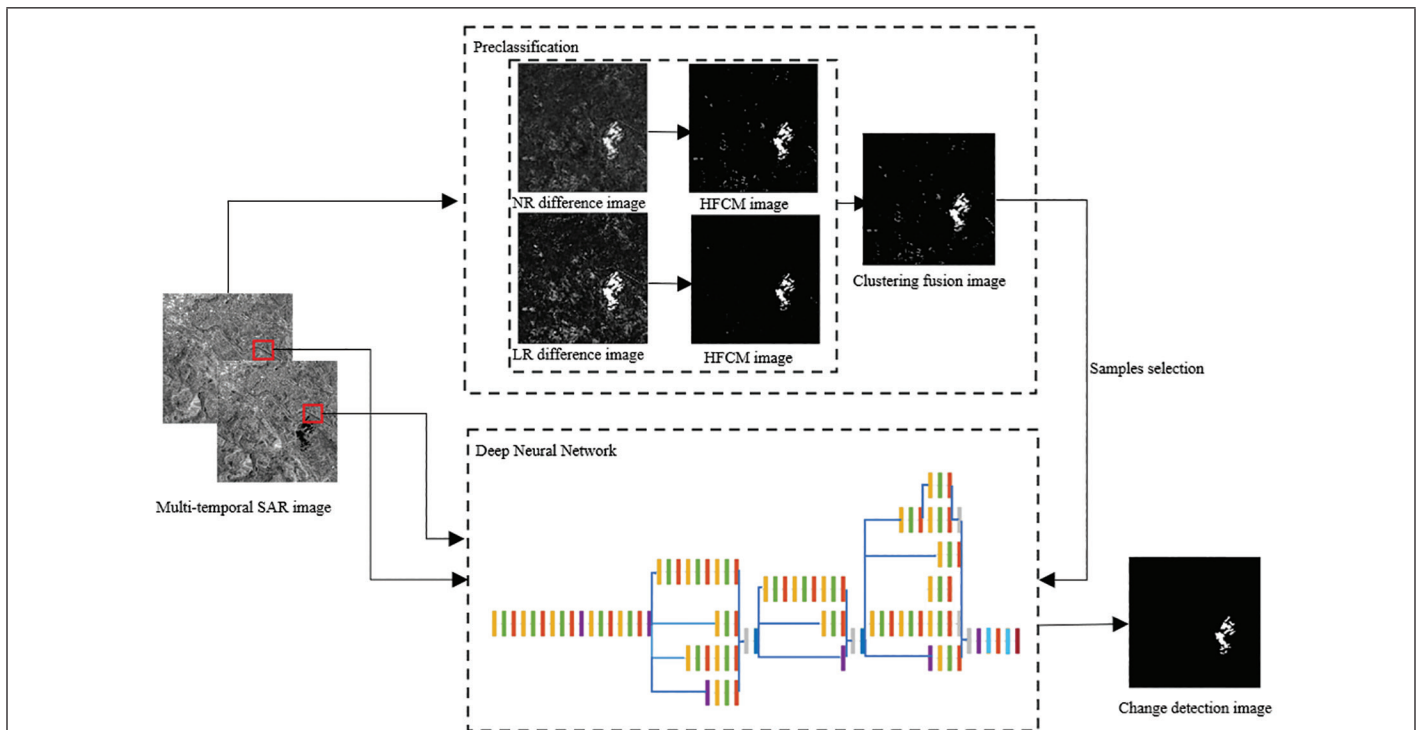 Preclassification
NR difference image
HFCM image
LR difference image
HFCM image
Clustering fusion image
Samples selection
Multi-temporal SAR image
Deep Neural Network
Change detection image